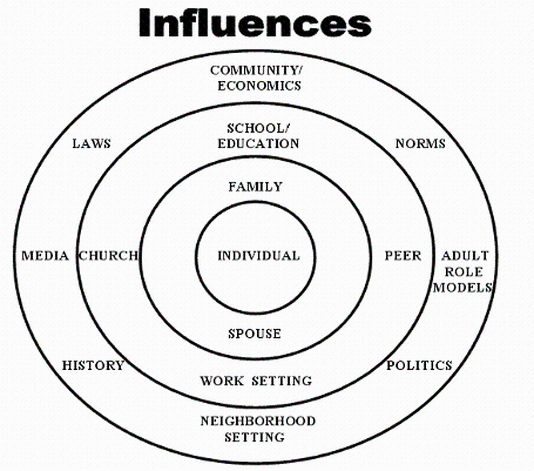 Influences
COMMUNITY/
ECONOMICS
LAWS
SCHOOL/
EDUCATION
NORMS
FAMILY
MEDIA
CHURCH
INDIVIDUAL
PEER
ADULT
ROLE
MODELS
SPOUSE
HISTORY
POLITICS
WORK SETTING
NEIGHBORHOOD
SETTING